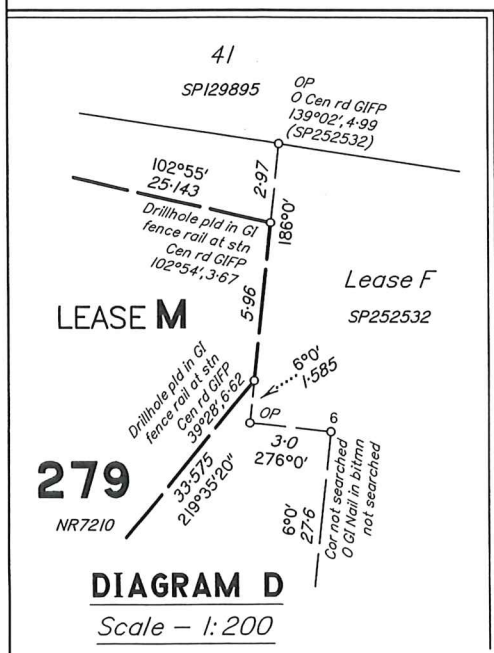 41
SP129895
OP
O Cen rd GIFP
139°02', 4·99
(SP252532)
102°55'
25·143
2·97
Drillhole pld in GI
fence rail at stn
Cen rd GIFP
102°54', 3·67
186°0'
Lease F
SP252532
5·96
LEASE M
6°0'
1·585
Drillhole pld in GI
fence rail at stn
Cen rd GIFP
39°28', 6·62
OP
6
3·0
276°0'
279
NR7210
33·575
219°35'20"
6°0'
27·6
Cor not searched
O GI Nail in bitmn
not searched
DIAGRAM D
Scale – 1: 200